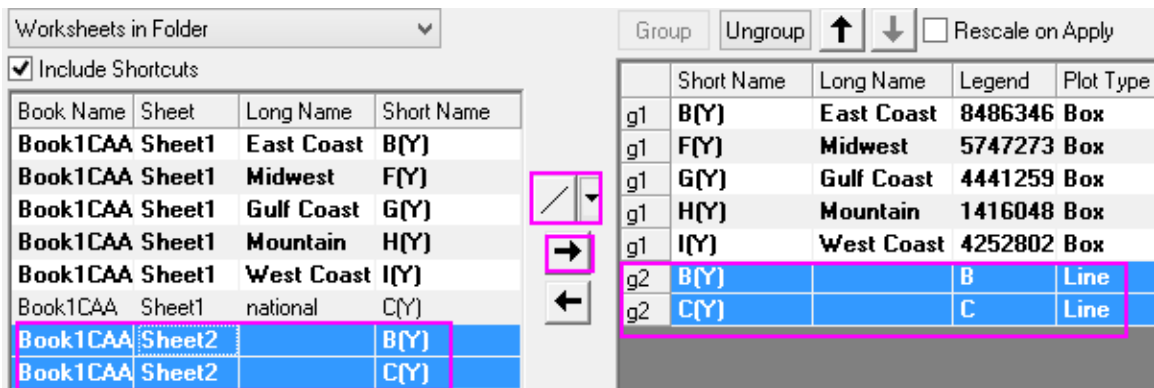 Worksheets in Folder
Include Shortcuts
Book Name Sheet Long Name Short Name
Book1CAA Sheet1 East Coast B(Y)
Book1CAA Sheet1 Midwest F(Y)
Book1CAA Sheet1 Gulf Coast G(Y)
Book1CAA Sheet1 Mountain H(Y)
Book1CAA Sheet1 West Coast I(Y)
Book1CAA Sheet1 national C(Y)
Book1CAA Sheet2 B(Y)
Book1CAA Sheet2 C(Y)
Group Ungroup Rescale on Apply
Short Name Long Name Legend Plot Type
g1 B(Y) East Coast 8486346 Box
g1 F(Y) Midwest 5747273 Box
g1 G(Y) Gulf Coast 4441259 Box
g1 H(Y) Mountain 1416048 Box
g1 I(Y) West Coast 4252802 Box
g2 B(Y) B Line
g2 C(Y) C Line